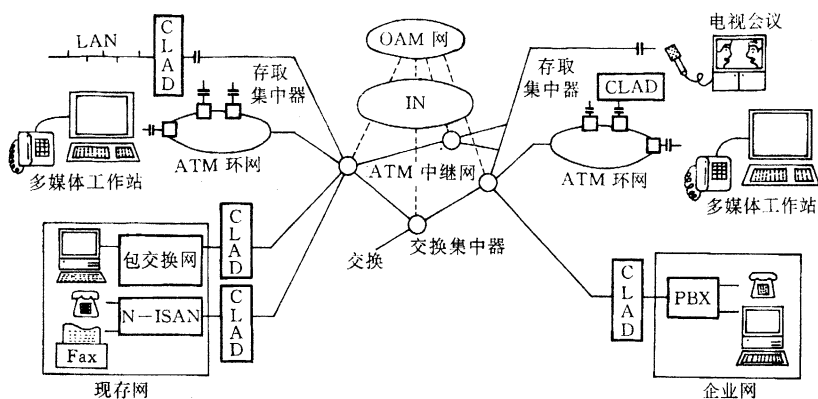 LAN
CLAD
存取
集中器
OAM 网
IN
电视会议
存取
集中器
CLAD
ATM 环网
多媒体工作站
ATM 中继网
ATM 环网
多媒体工作站
CLAD
包交换网
交换
交换集中器
CLAD
N-ISAN
CLAD
PBX
Fax
现存网
企业网